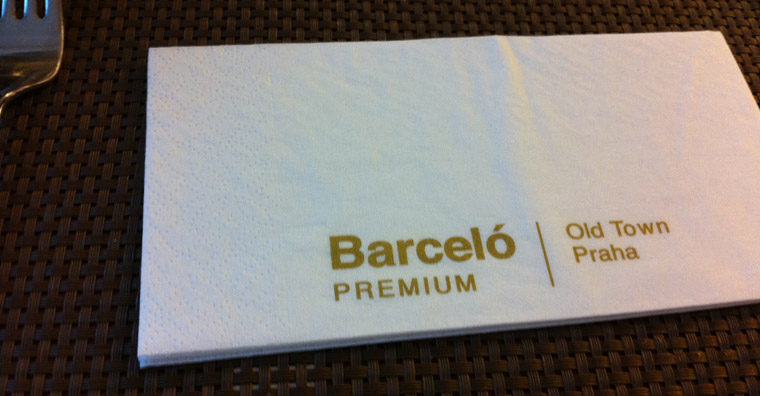 Barceló
PREMIUM
Old Town
Praha